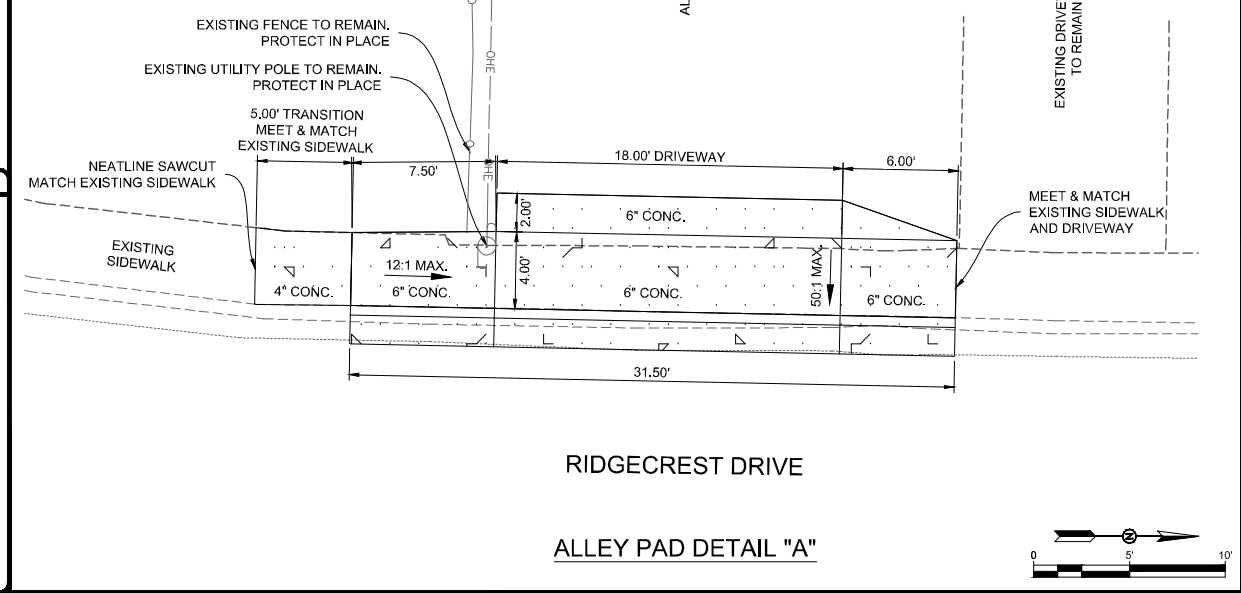 EXISTING FENCE TO REMAIN.
PROTECT IN PLACE
EXISTING UTILITY POLE TO REMAIN.
PROTECT IN PLACE
5.00' TRANSITION
MEET & MATCH
EXISTING SIDEWALK
NEATLINE SAWCUT
MATCH EXISTING SIDEWALK
EXISTING
SIDEWALK
OHE
OHE
AL
EXISTING DRIVE
TO REMAIN
7.50'
18.00' DRIVEWAY
6.00'
2.00'
6" CONC.
MEET & MATCH
EXISTING SIDEWALK
AND DRIVEWAY
12:1 MAX.
4.00'
50:1 MAX.
4" CONC.
6" CONC.
6" CONC.
6" CONC.
31.50'
RIDGECREST DRIVE
ALLEY PAD DETAIL "A"
N
0 5' 10'